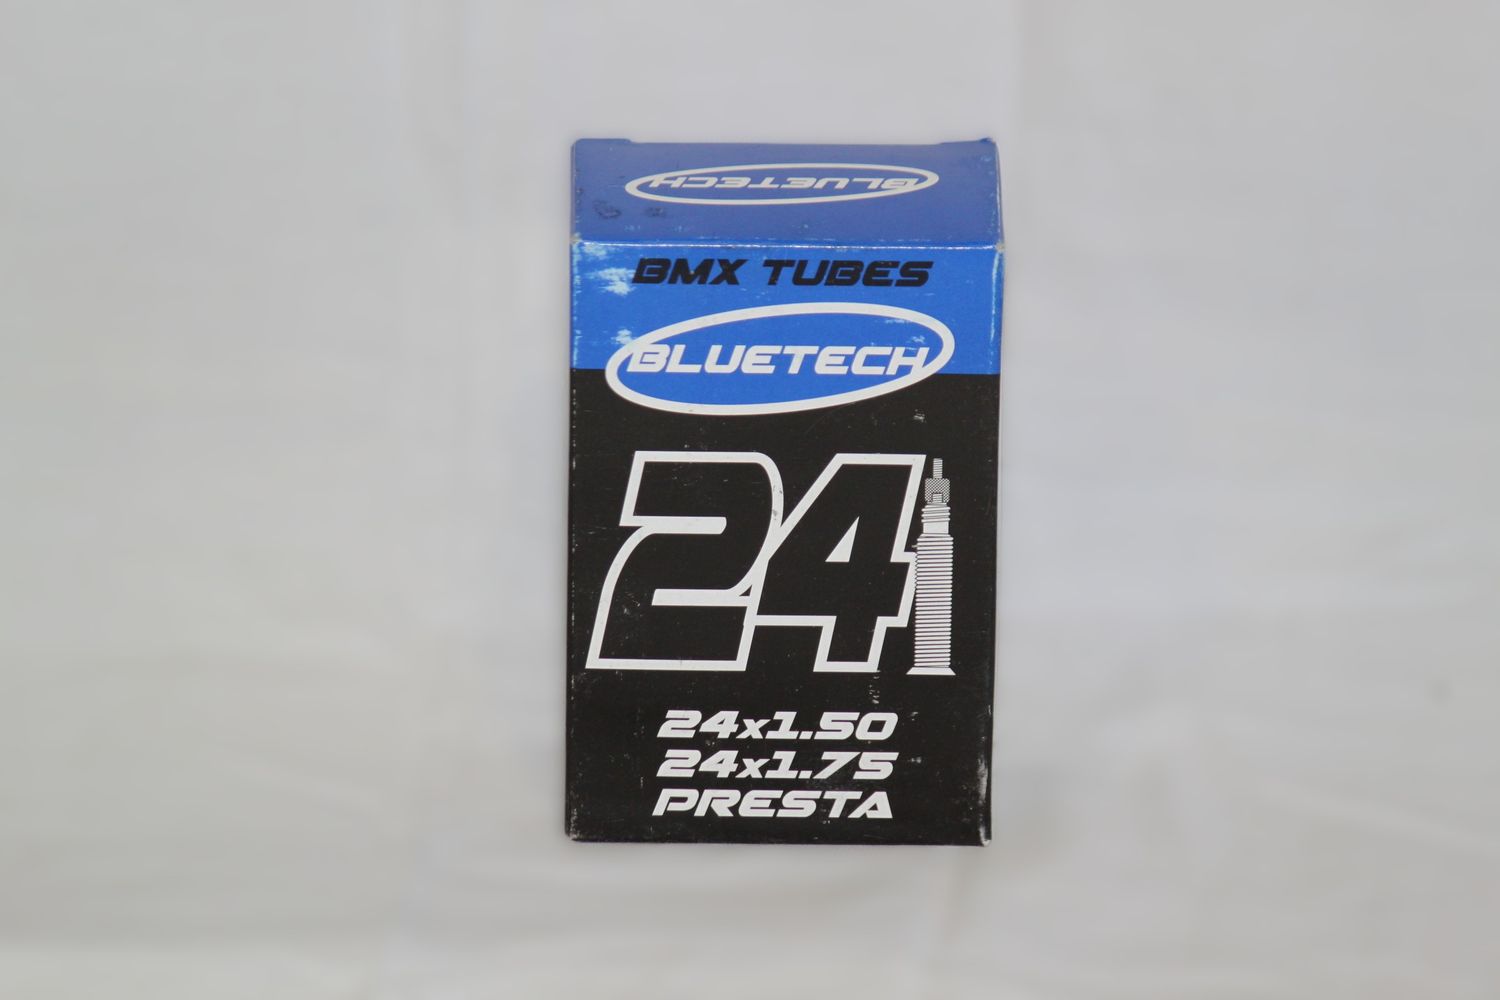 BLUETECH
BMX TUBES
BLUETECH
24
24x1.50
24x1.75
PRESTA